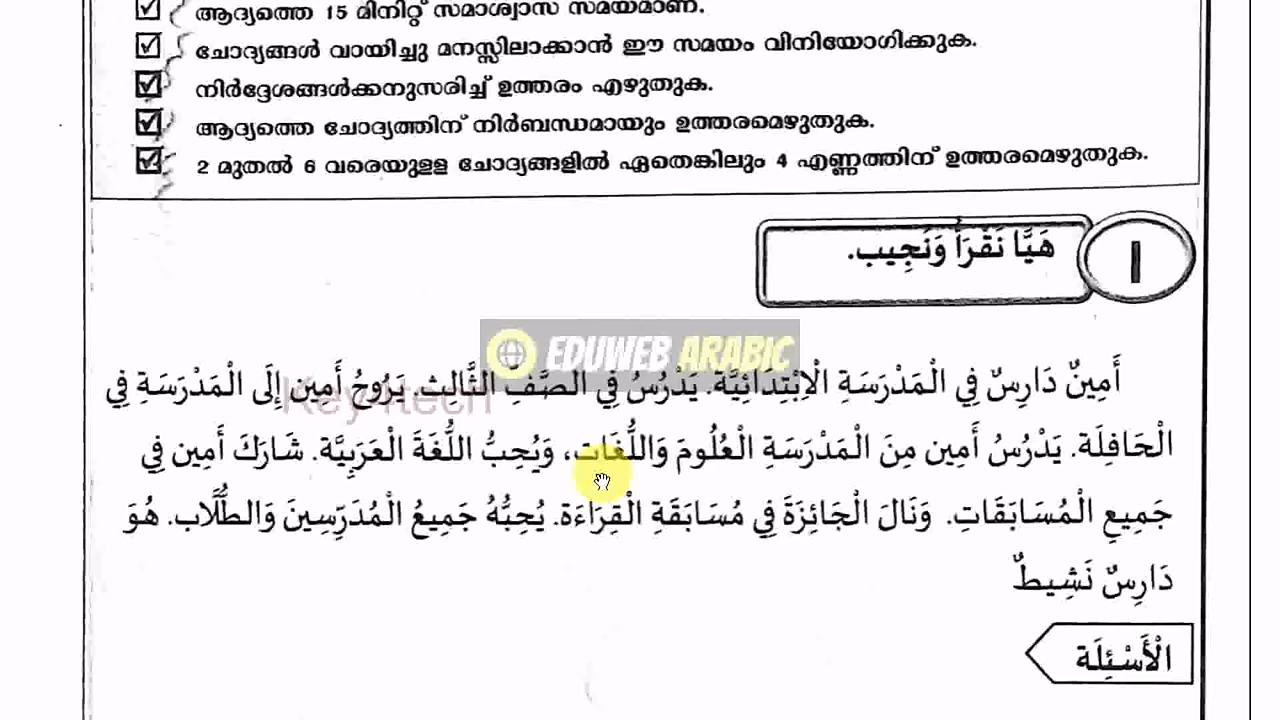 ആദ്യത്തെ 15 മിനിറ്റ് സമാശ്വാസ സമയമാണ്.
ചോദ്യങ്ങൾ വായിച്ചു മനസ്സിലാക്കാൻ ഈ സമയം വിനിയോഗിക്കുക.
നിർദ്ദേശങ്ങൾക്കനുസരിച്ച് ഉത്തരം എഴുതുക.
ആദ്യത്തെ ചോദ്യത്തിന് നിർബന്ധമായും ഉത്തരമെഴുതുക.
2 മുതൽ 6 വരെയുളള ചോദ്യങ്ങളിൽ ഏതെങ്കിലും 4 എണ്ണത്തിന് ഉത്തരമെഴുതുക.
١ هَيَّا نَقْرَأُ وَنُجِيب.
EDUWEB ARABIC
أَمِينٌ دَارِسٌ فِي الْمَدْرَسَةِ الْاِبْتِدَائِيَّة. يَدْرُسُ فِي الصَّفِّ الثَّالِث. يَرُوحُ أَمِين إِلَى الْمَدْرَسَةِ فِي
الْحَافِلَة. يَدْرُسُ أَمِين مِنَ الْمَدْرَسَةِ الْعُلُومَ وَاللُّغَات، وَيُحِبُّ اللُّغَةَ الْعَرَبِيَّة. شَارَكَ أَمِين فِي
جَمِيعِ الْمُسَابَقَاتِ. وَنَالَ الْجَائِزَةَ فِي مُسَابَقَةِ الْقِرَاءَة. يُحِبُّهُ جَمِيعُ الْمُدَرِّسِينَ وَالطُّلَّاب. هُوَ
دَارِسٌ نَشِيطٌ
الْأَسْئِلَة